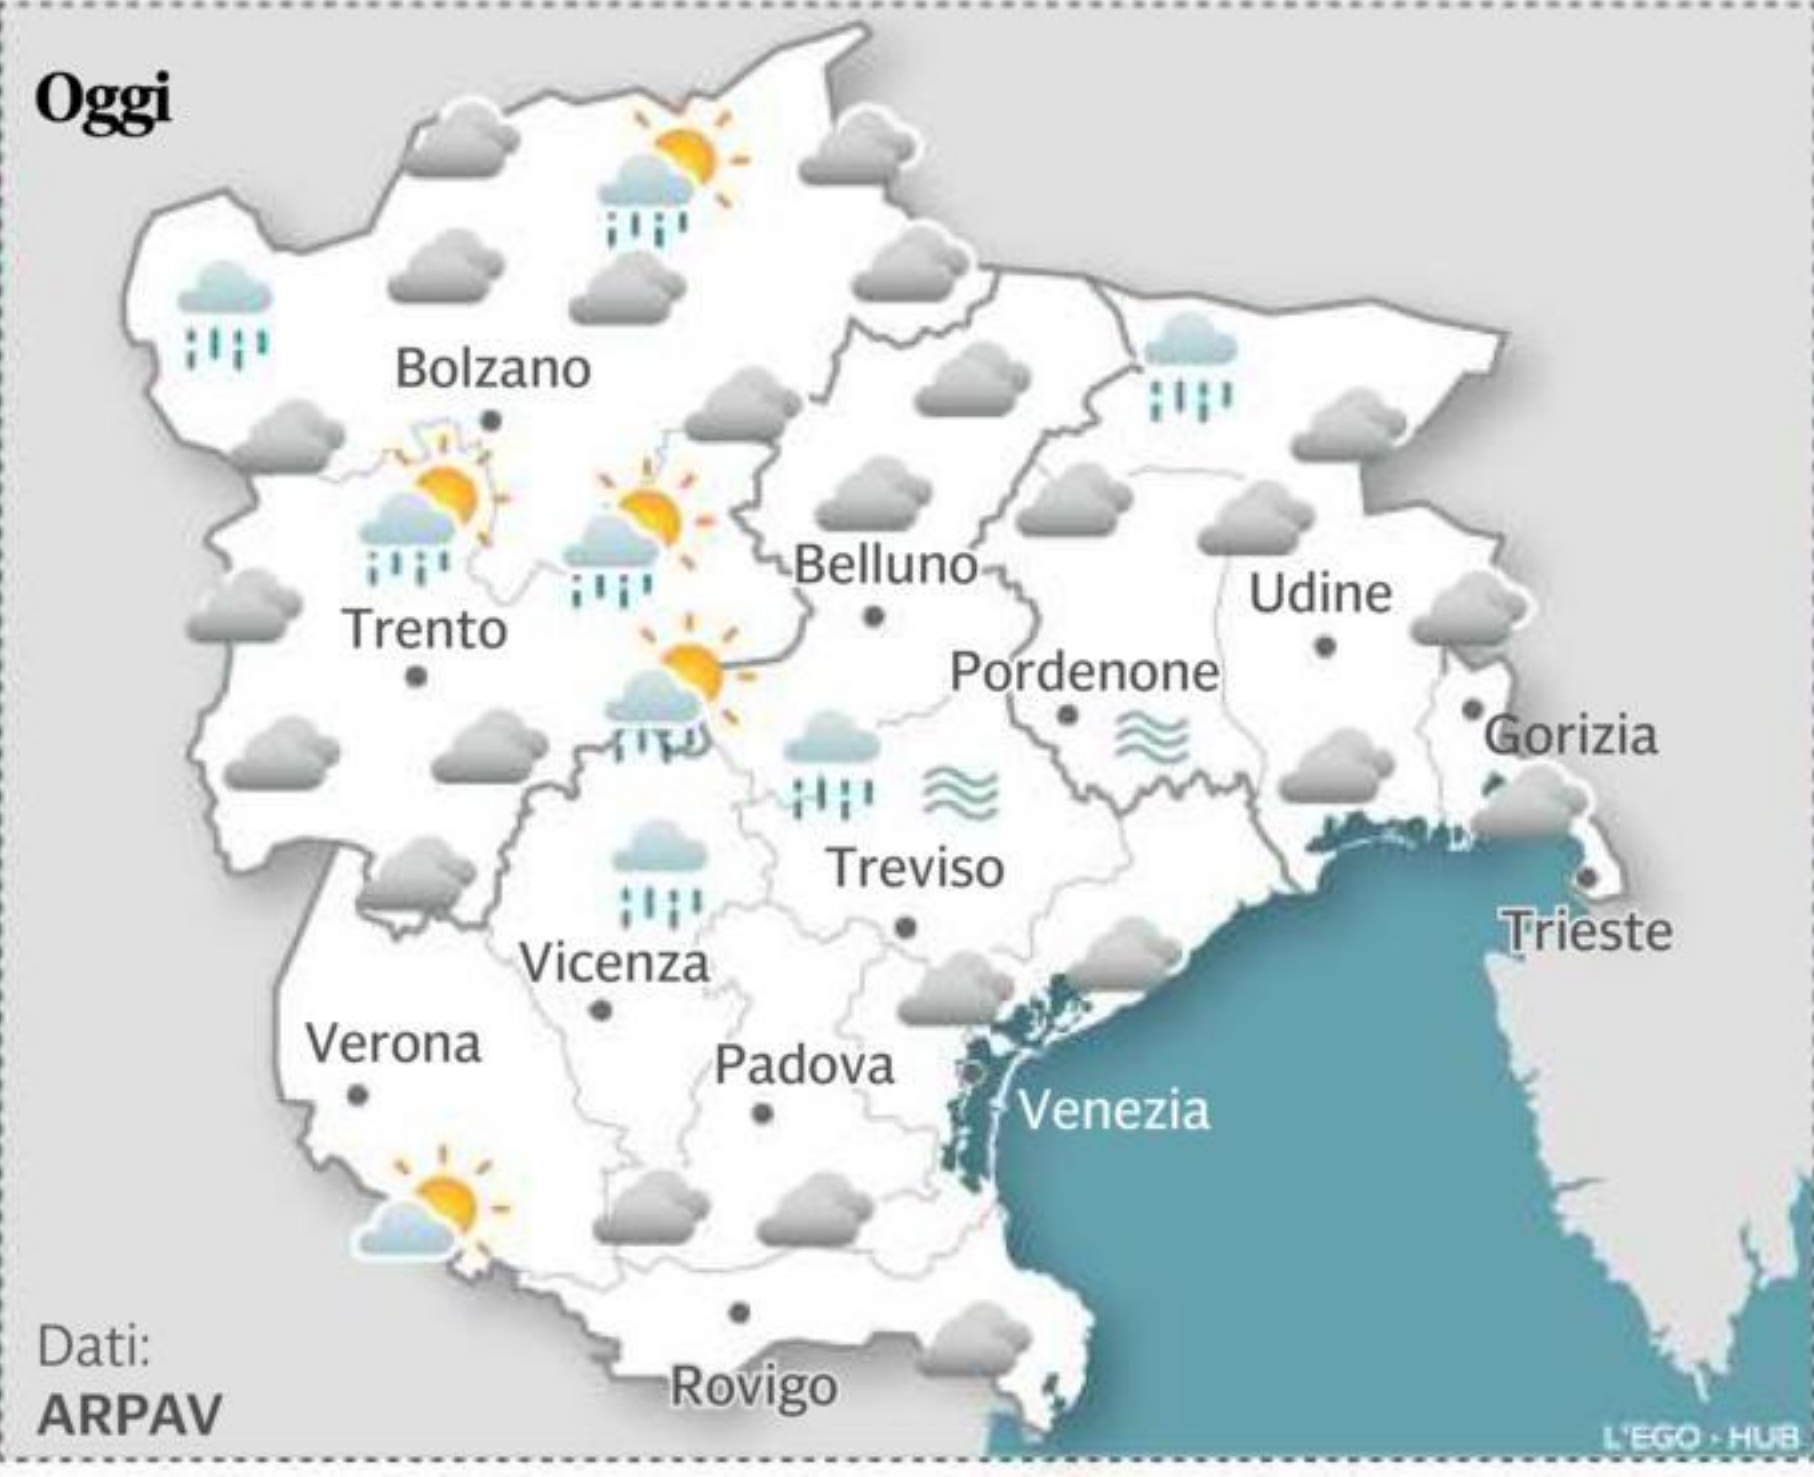 Oggi
Bolzano
Belluno
Udine
Trento
Pordenone
Gorizia
Treviso
Trieste
Vicenza
Verona
Padova
Venezia
Rovigo
Dati:
ARPAV
L'EGO - HUB